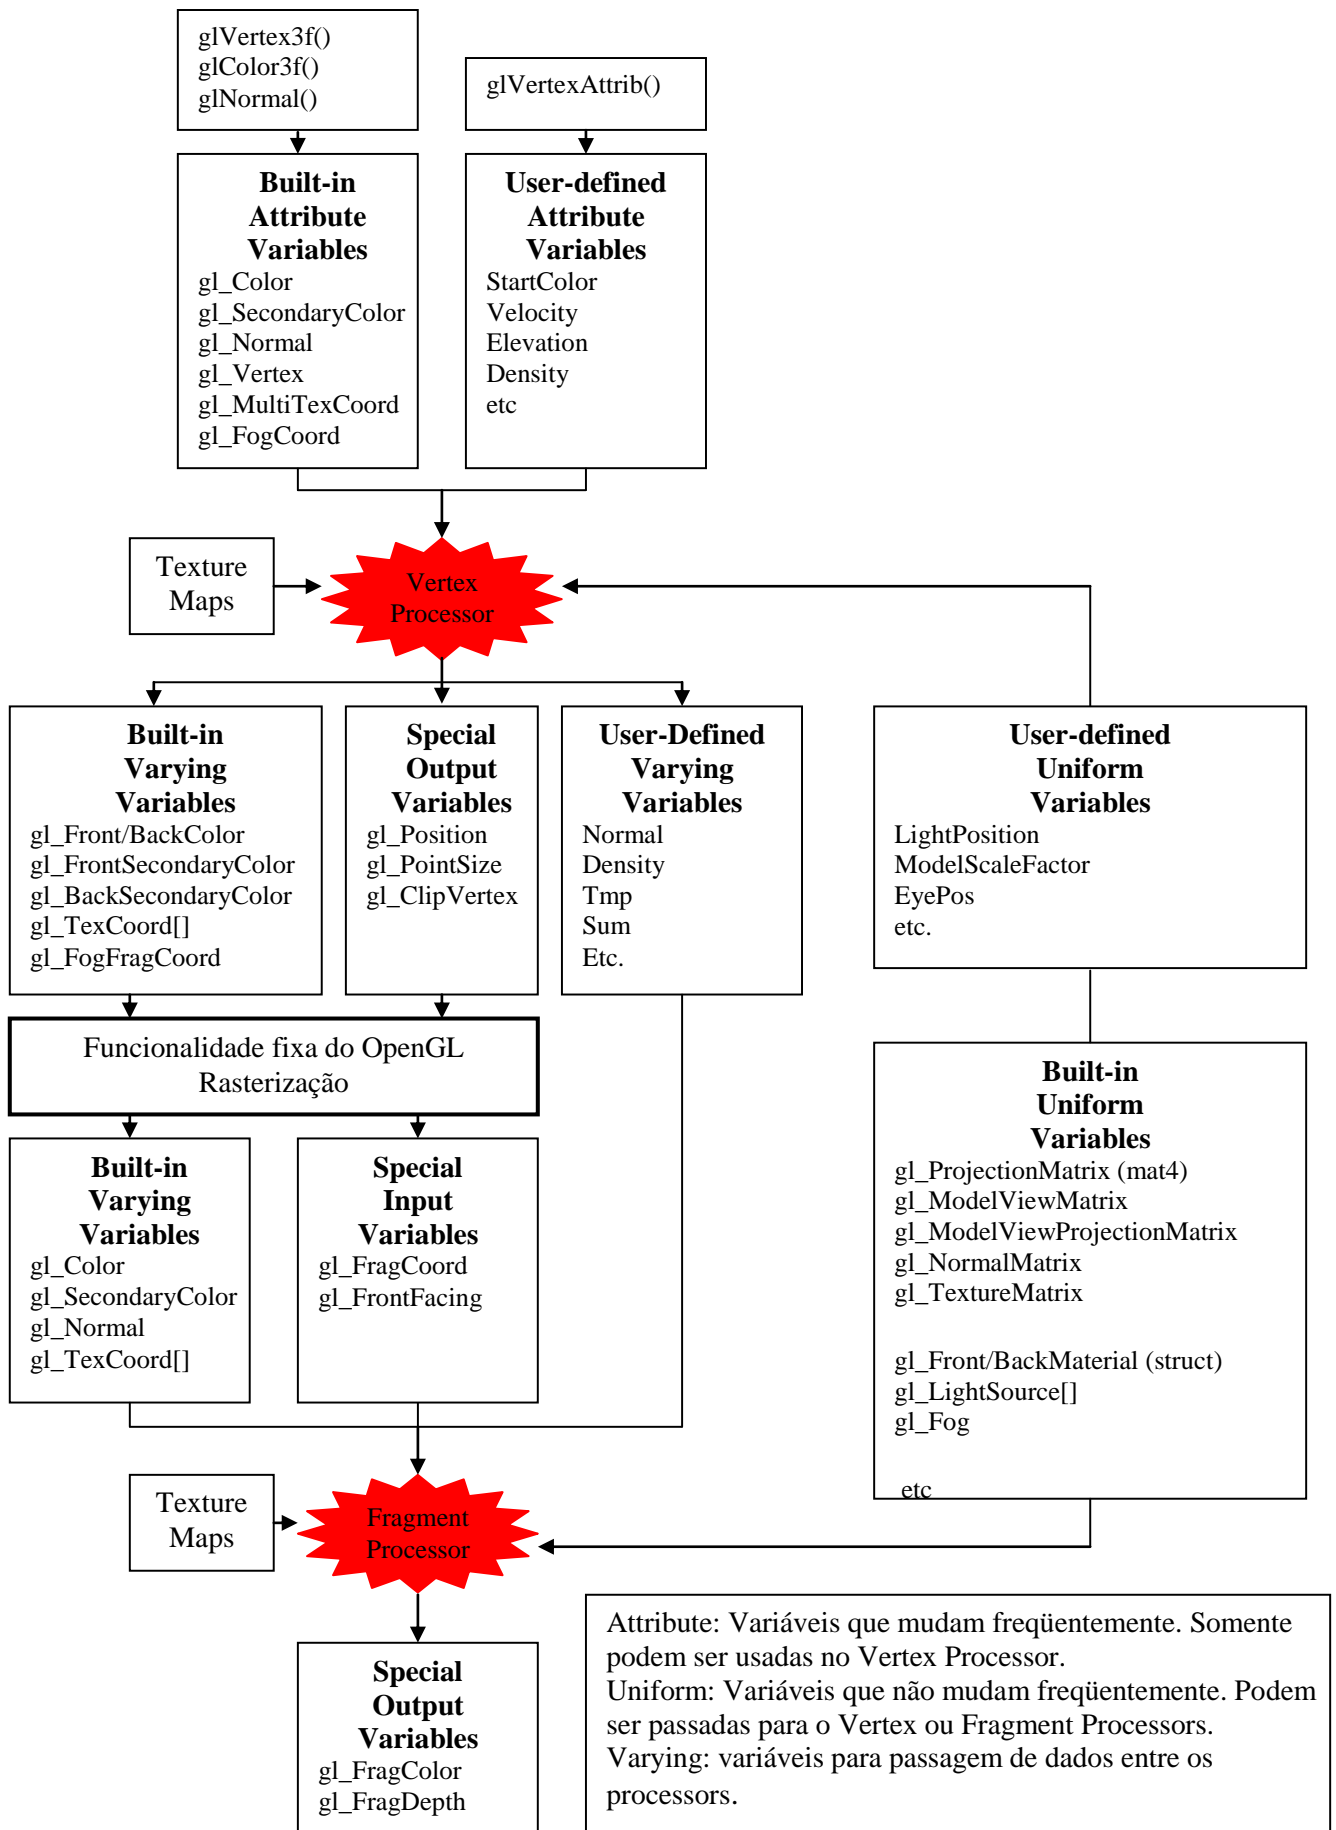 glVertex3f()
glColor3f()
glNormal()
glVertexAttrib()
Built-in
Attribute
Variables
gl_Color
gl_SecondaryColor
gl_Normal
gl_Vertex
gl_MultiTexCoord
gl_FogCoord
User-defined
Attribute
Variables
StartColor
Velocity
Elevation
Density
etc
Texture
Maps
Vertex
Processor
Built-in
Varying
Variables
gl_Front/BackColor
gl_FrontSecondaryColor
gl_BackSecondaryColor
gl_TexCoord[]
gl_FogFragCoord
Special
Output
Variables
gl_Position
gl_PointSize
gl_ClipVertex
User-Defined
Varying
Variables
Normal
Density
Tmp
Sum
Etc.
User-defined
Uniform
Variables
LightPosition
ModelScaleFactor
EyePos
etc.
Funcionalidade fixa do OpenGL
Rasterização
Built-in
Uniform
Variables
gl_ProjectionMatrix (mat4)
gl_ModelViewMatrix
gl_ModelViewProjectionMatrix
gl_NormalMatrix
gl_TextureMatrix
gl_Front/BackMaterial (struct)
gl_LightSource[]
gl_Fog
etc
Built-in
Varying
Variables
gl_Color
gl_SecondaryColor
gl_Normal
gl_TexCoord[]
Special
Input
Variables
gl_FragCoord
gl_FrontFacing
Texture
Maps
Fragment
Processor
Special
Output
Variables
gl_FragColor
gl_FragDepth
Attribute: Variáveis que mudam freqüentemente. Somente
podem ser usadas no Vertex Processor.
Uniform: Variáveis que não mudam freqüentemente. Podem
ser passadas para o Vertex ou Fragment Processors.
Varying: variáveis para passagem de dados entre os
processors.